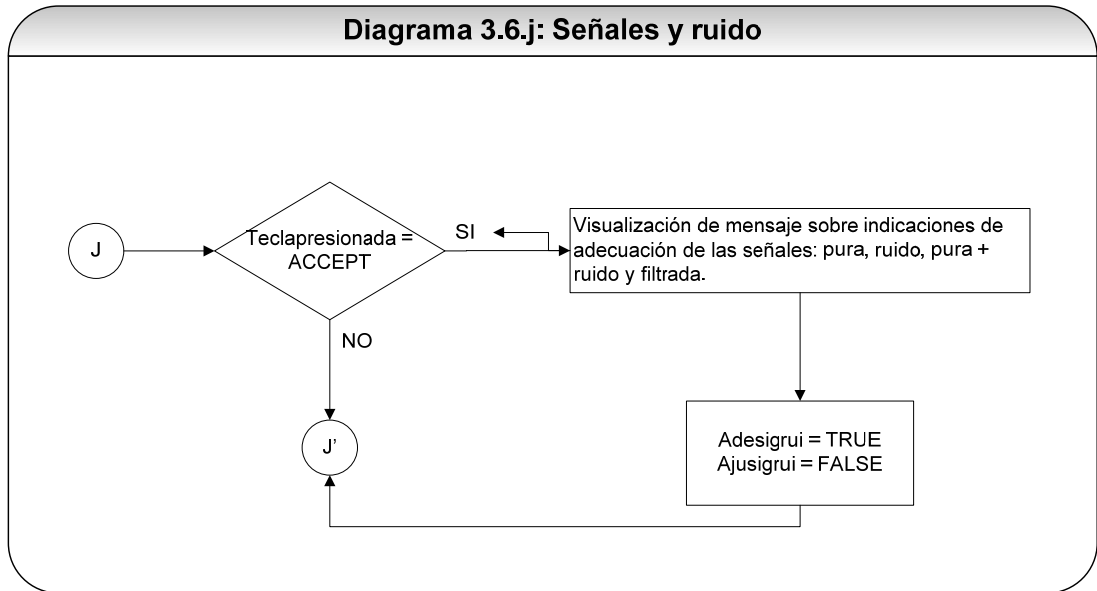 Diagrama 3.6.j: Señales y ruido
J
Teclapresionada =
ACCEPT
SI
Visualización de mensaje sobre indicaciones de
adecuación de las señales: pura, ruido, pura +
ruido y filtrada.
NO
J'
Adesigrui = TRUE
Ajusigrui = FALSE